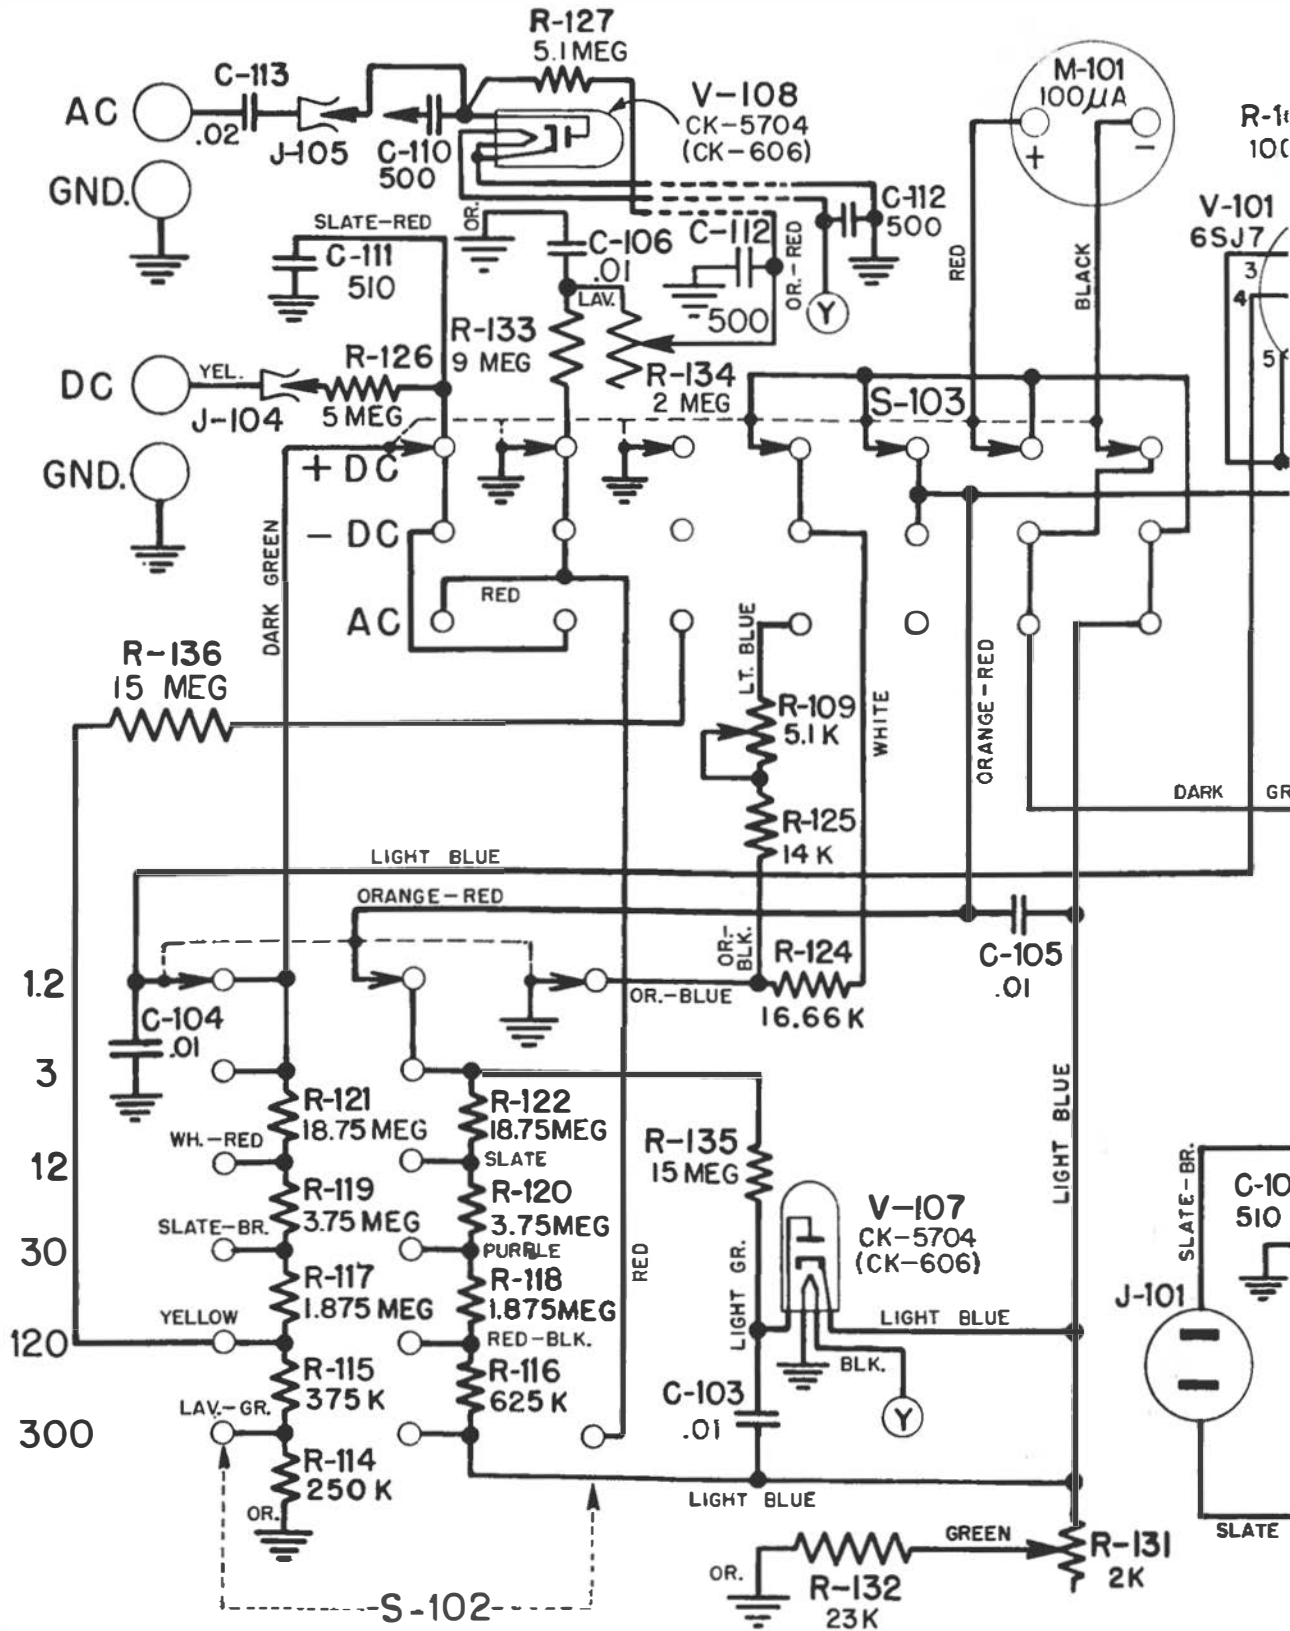 R-127
5.1 MEG
C-113
AC
.02
J-105
C-110
500
V-108
CK-5704
(CK-606)
M-101
100µA
+
-
R-1
100
GND.
SLATE-RED
C-111
510
OR.
C-106
.01
LAV.
C-112
500
OR.-RED
C-112
500
Y
RED
BLACK
V-101
6SJ7
3
4
5
DC
YEL.
J-104
R-126
5 MEG
R-133
9 MEG
R-134
2 MEG
S-103
GND.
+ DC
- DC
AC
DARK GREEN
RED
R-136
15 MEG
LT. BLUE
R-109
5.1 K
WHITE
ORANGE-RED
R-125
14 K
DARK GR
LIGHT BLUE
ORANGE-RED
OR.-
BLK.
R-124
16.66 K
C-105
.01
1.2
OR.-BLUE
C-104
.01
3
R-121
18.75 MEG
R-122
18.75MEG
R-135
15 MEG
LIGHT BLUE
WH.-RED
12
SLATE
R-119
3.75 MEG
R-120
3.75MEG
V-107
CK-5704
(CK-606)
SLATE-BR.
C-10
510
SLATE-BR.
30
PURPLE
RED
R-117
1.875 MEG
R-118
1.875MEG
LIGHT GR.
J-101
YELLOW
120
RED-BLK.
LIGHT BLUE
BLK.
R-115
375 K
R-116
625 K
C-103
.01
Y
LAV.-GR.
300
R-114
250 K
OR.
LIGHT BLUE
SLATE
GREEN
R-131
2K
OR.
R-132
23K
S-102